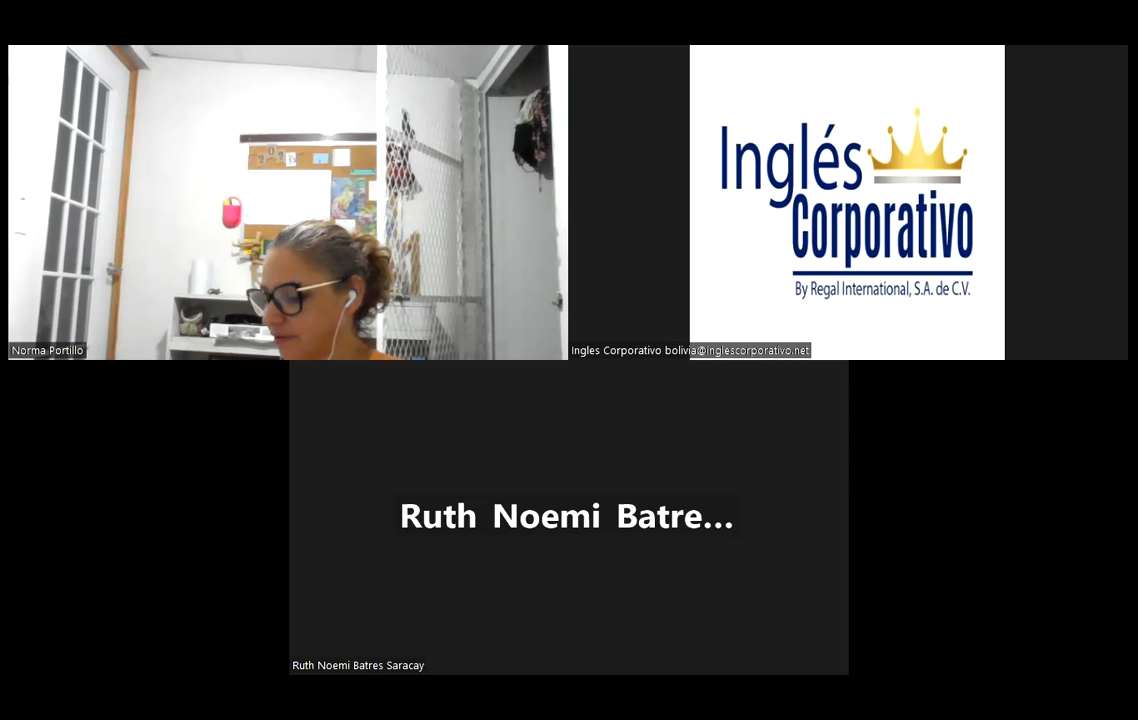 Norma Portillo
Inglés
Corporativo
By Regal International, S.A. de C.V.
Ingles Corporativo bolivia@inglescorporativo.net
Ruth Noemi Batre...
Ruth Noemi Batres Saracay